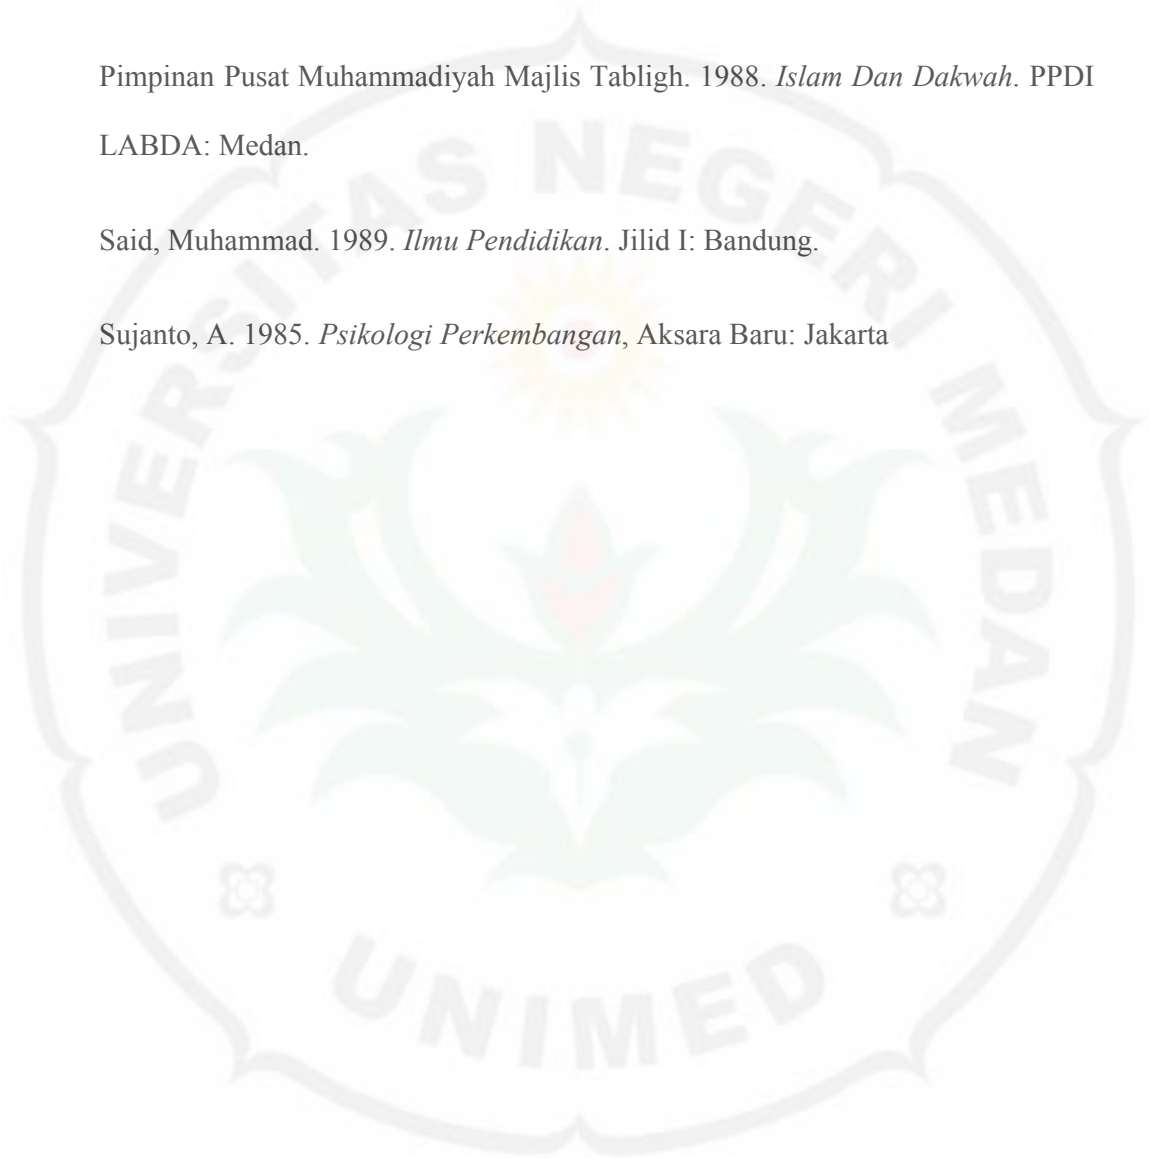 Pimpinan Pusat Muhammadiyah Majlis Tabligh. 1988. Islam Dan Dakwah. PPDI
LABDA: Medan.
Said, Muhammad. 1989. Ilmu Pendidikan. Jilid I: Bandung.
Sujanto, A. 1985. Psikologi Perkembangan, Aksara Baru: Jakarta
UNIVERSITAS NEGERI MEDAN
UNIMED